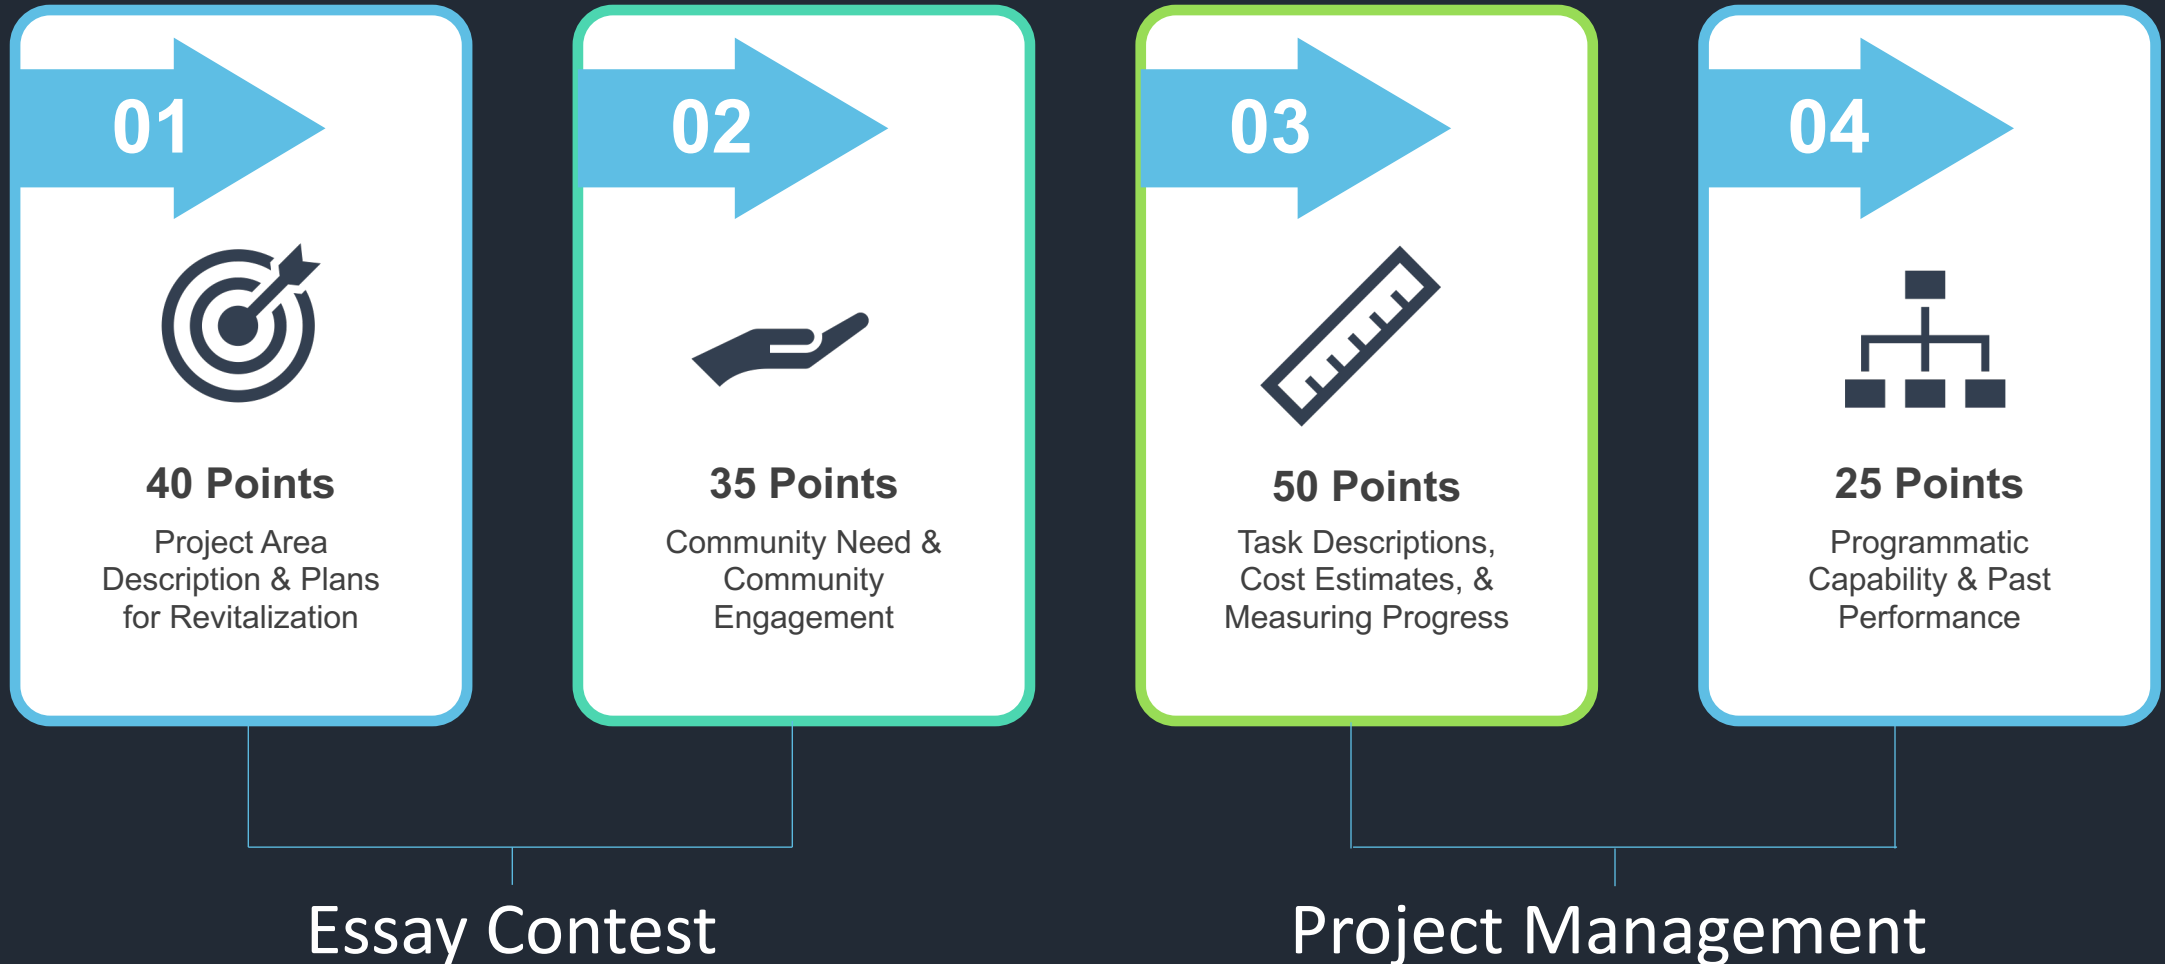 01
40 Points
Project Area
Description & Plans
for Revitalization
02
35 Points
Community Need &
Community
Engagement
03
50 Points
Task Descriptions,
Cost Estimates, &
Measuring Progress
04
25 Points
Programmatic
Capability & Past
Performance
Essay Contest
Project Management